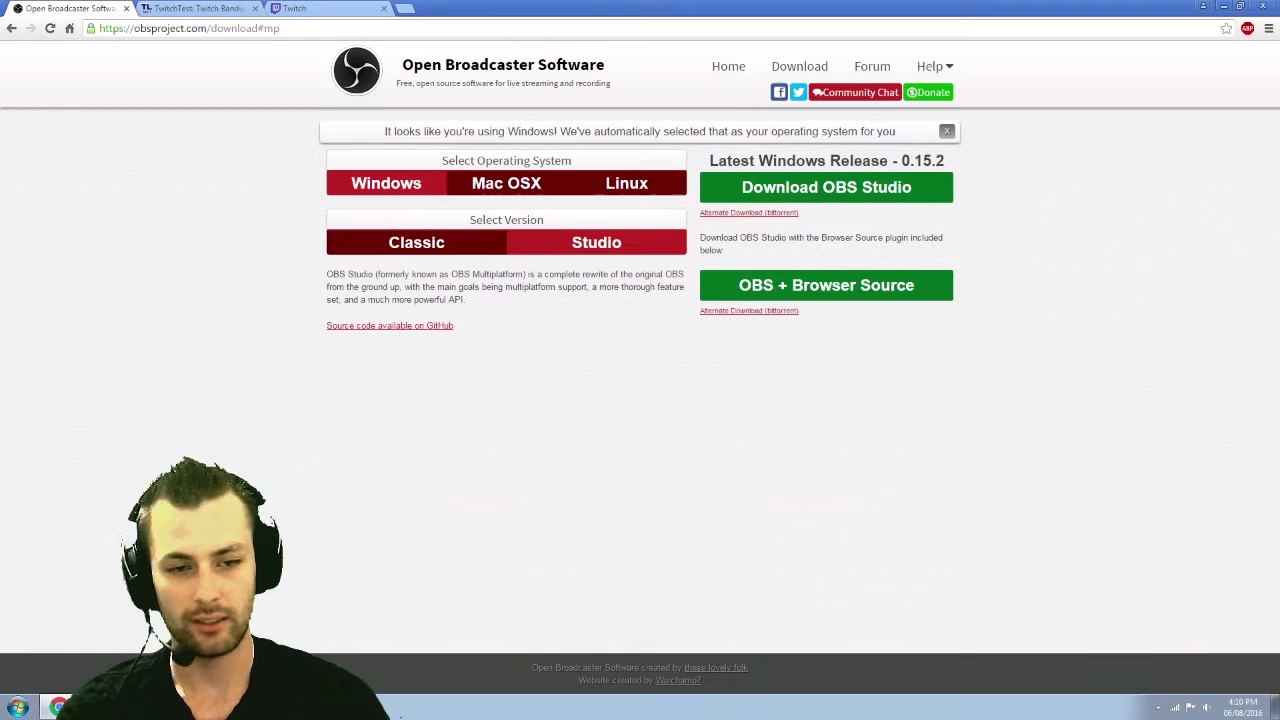 Open Broadcaster Softwa
TwitchTest: Twitch Bandw
Twitch
https://obsproject.com/download#mp
ABP
Open Broadcaster Software
Free, open source software for live streaming and recording
Home
Download
Forum
Help
Community Chat
Donate
It looks like you're using Windows! We've automatically selected that as your operating system for you
X
Select Operating System
Windows
Mac OSX
Linux
Select Version
Classic
Studio
OBS Studio (formerly known as OBS Multiplatform) is a complete rewrite of the original OBS
from the ground up, with the main goals being multiplatform support, a more thorough feature
set, and a much more powerful API.
Source code available on GitHub
Latest Windows Release - 0.15.2
Download OBS Studio
Alternate Download (bittorrent)
Download OBS Studio with the Browser Source plugin included
below:
OBS + Browser Source
Alternate Download (bittorrent)
Open Broadcaster Software created by these lovely folk
Website created by Warchamp7
4:10 PM
06/08/2016